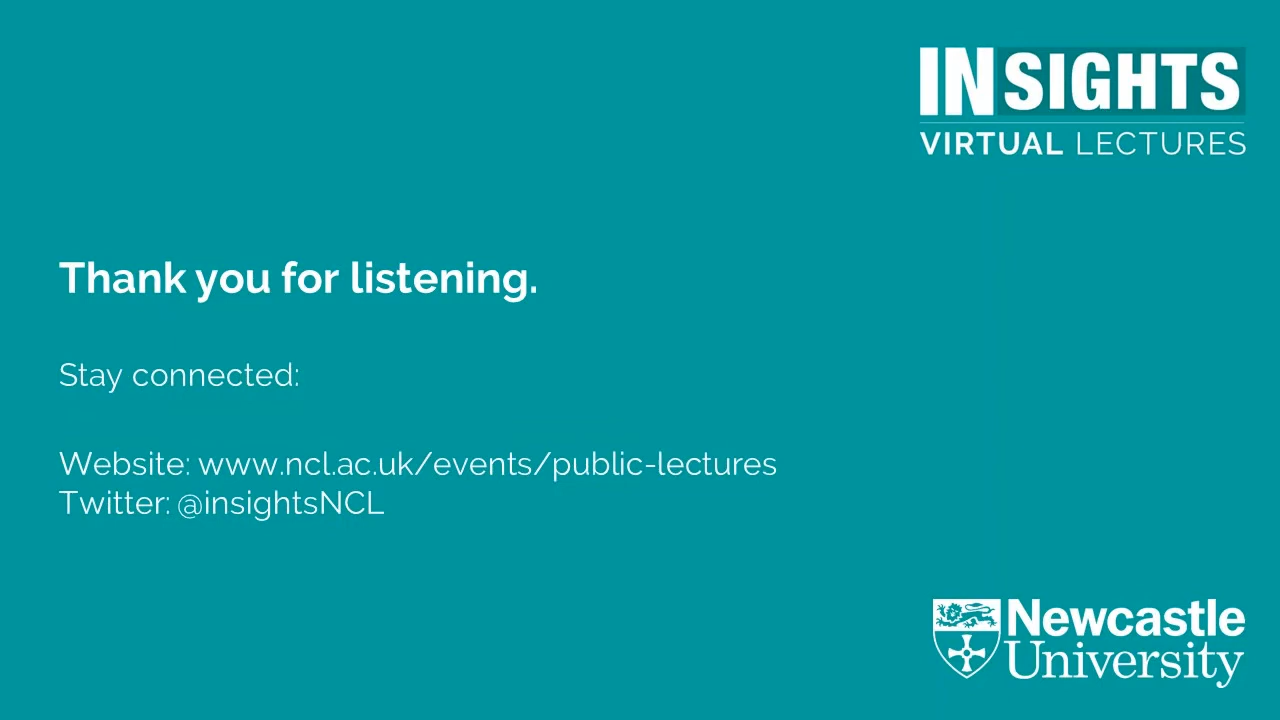 INSIGHTS
VIRTUAL LECTURES
Thank you for listening.
Stay connected:
Website: www.ncl.ac.uk/events/public-lectures
Twitter: @insightsNCL
Newcastle
University